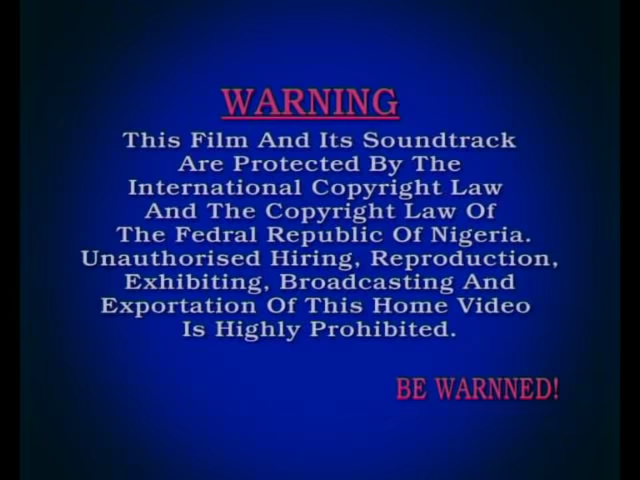 WARNING
This Film And Its Soundtrack
Are Protected By The
International Copyright Law
And The Copyright Law Of
The Fedral Republic Of Nigeria.
Unauthorised Hiring, Reproduction,
Exhibiting, Broadcasting And
Exportation Of This Home Video
Is Highly Prohibited.
BE WARNNED!